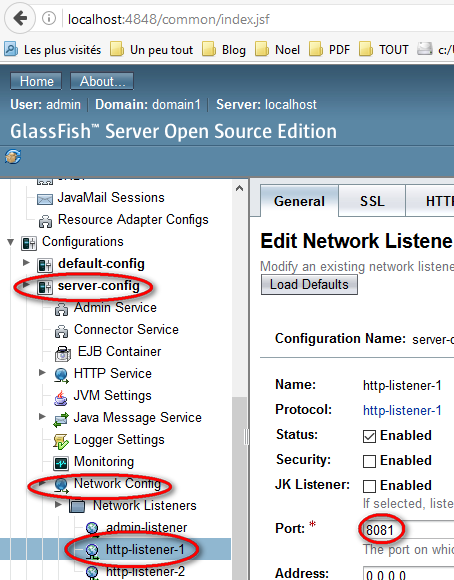 localhost:4848/common/index.jsf
Les plus visités Un peu tout Blog Noel PDF TOUT c:/
Home About...
User: admin Domain: domain1 Server: localhost
GlassFish™ Server Open Source Edition
JavaMail Sessions
Resource Adapter Configs
Configurations
default-config
server-config
Admin Service
Connector Service
EJB Container
HTTP Service
JVM Settings
Java Message Service
Logger Settings
Monitoring
Network Config
Network Listeners
admin-listener
http-listener-1
http-listener-2
General SSL HTT
Edit Network Listene
Modify an existing network listene
Load Defaults
Configuration Name: server-c
Name: http-listener-1
Protocol: http-listener-1
Status: Enabled
Security: Enabled
JK Listener: Enabled
If selected, liste
Port: * 8081
The port on which
Address: 0.0.0.0